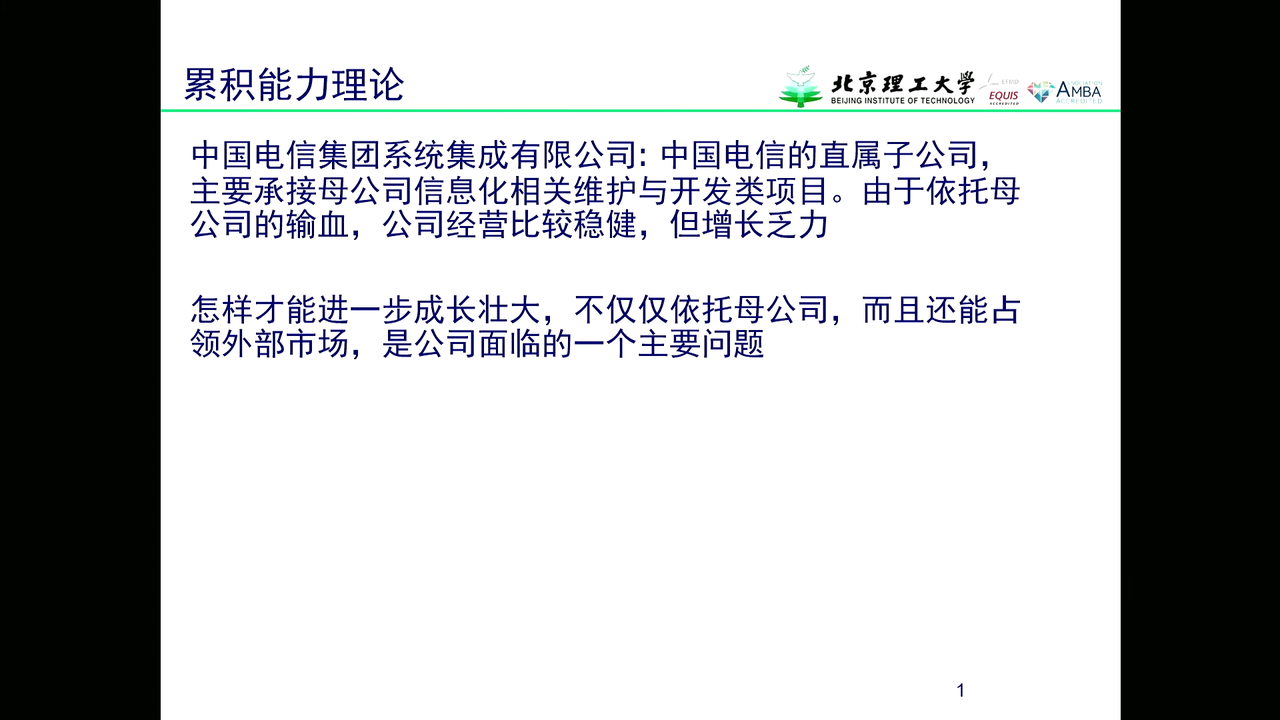 累积能力理论
北京理工大学
BEIJING INSTITUTE OF TECHNOLOGY
EFMD
EQUIS
ACCREDITED
ASSOCIATION
AMBA
ACCREDITED
中国电信集团系统集成有限公司: 中国电信的直属子公司，
主要承接母公司信息化相关维护与开发类项目。由于依托母
公司的输血，公司经营比较稳健，但增长乏力
怎样才能进一步成长壮大，不仅仅依托母公司，而且还能占
领外部市场，是公司面临的一个主要问题
1